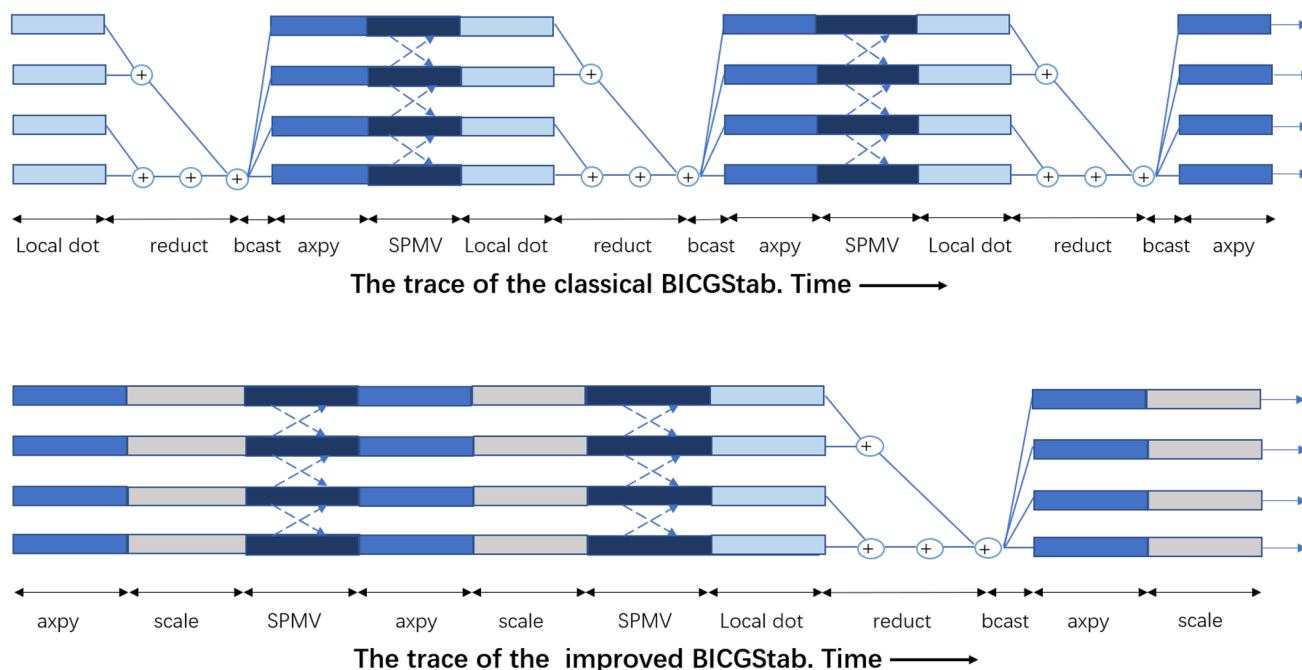 + + +
+ + + + + + + + +
Local dot reduct bcast axpy SPMV Local dot reduct bcast axpy SPMV Local dot reduct bcast axpy
The trace of the classical BICGStab. Time
+
+ + +
axpy scale SPMV axpy scale SPMV Local dot reduct bcast axpy scale
The trace of the improved BICGStab. Time